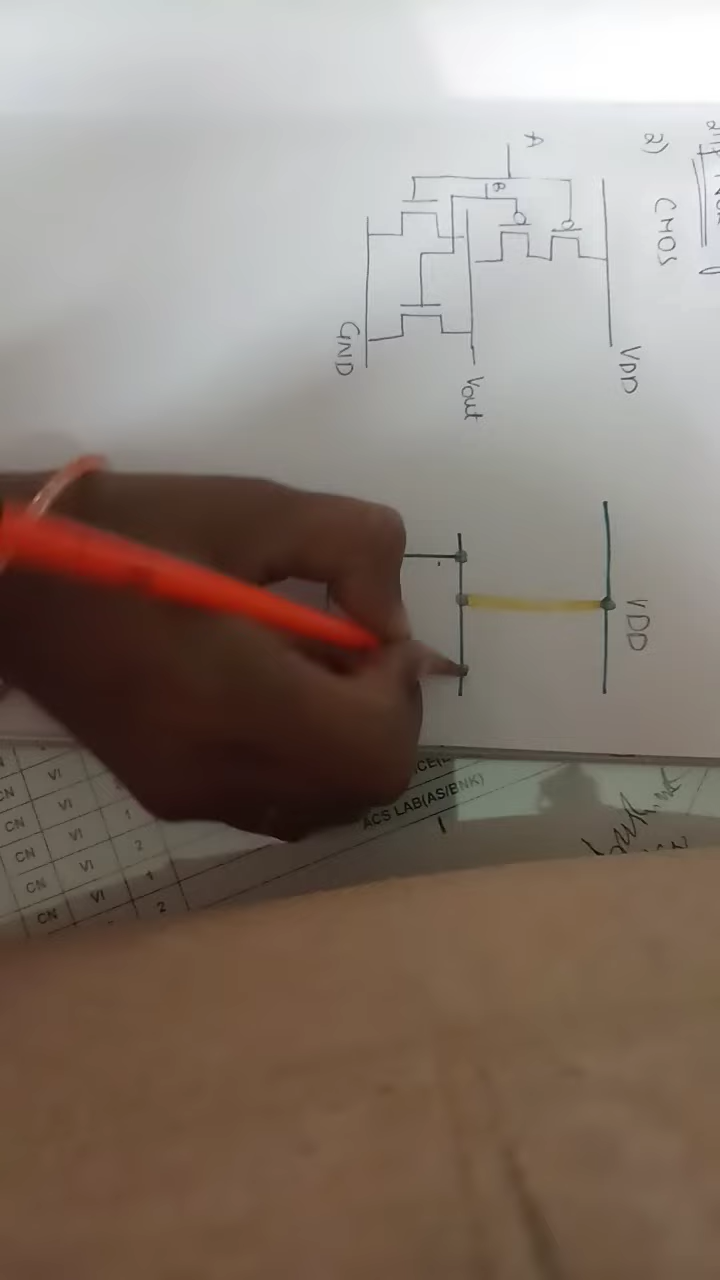 2) CMOS
VDD
A
B
Vout
GND
VDD
ACS LAB(AS/BNK)
1
VI
CN VI 1
CN VI 2
CN VI 1
CN VI 2